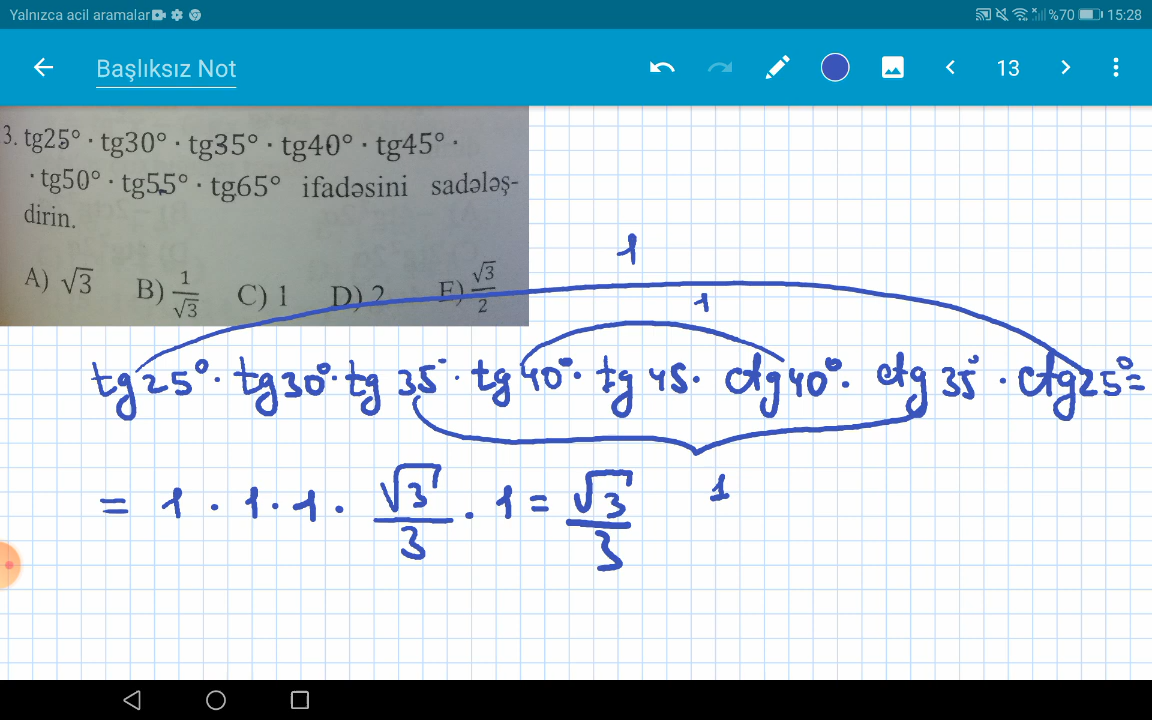 Yalnızca acil aramalar %70 15:28
Başlıksız Not 13
3. tg25° · tg30° · tg35° · tg40° · tg45° ·
· tg50° · tg55° · tg65° ifadəsini sadələş-
dirin.
A) √3 B) 1/√3 C) 1 D) 2 E) √3/2
1
1
tg25° · tg30° · tg 35° · tg 40° · tg 45 · ctg40° · ctg 35° · ctg25° =
1
= 1 · 1 · 1 · √3/3 · 1 = √3/3